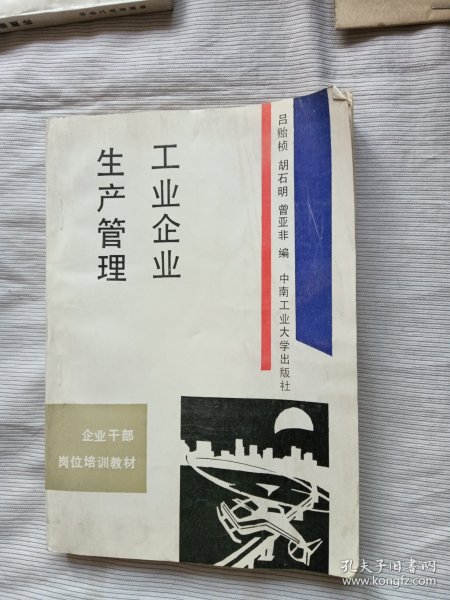 工业企业
生产管理
吕贻桢 胡石明 曾亚非 编 中南工业大学出版社
企业干部
岗位培训教材
孔夫子旧书网
www.kongfz.com